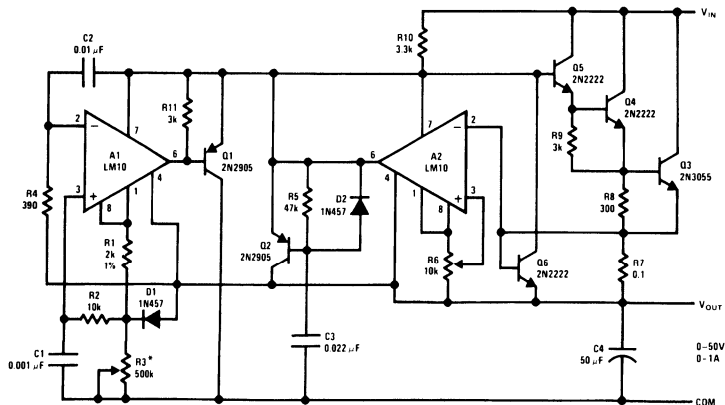 V_IN
R10
3.3k
C2
0.01 µF
Q5
2N2222
Q4
2N2222
R11
3k
2
7
7
2
R9
3k
A1
LM10
6
Q1
2N2905
6
A2
LM10
Q3
2N3055
4
4
3
3
R4
390
8
1
1
8
R5
47k
D2
1N457
R8
300
R1
2k
1%
Q2
2N2905
R6
10k
Q6
2N2222
R7
0.1
R2
10k
D1
1N457
V_OUT
C1
0.001 µF
R3*
500k
C3
0.022 µF
C4
50 µF
0-50V
0-1A
COM